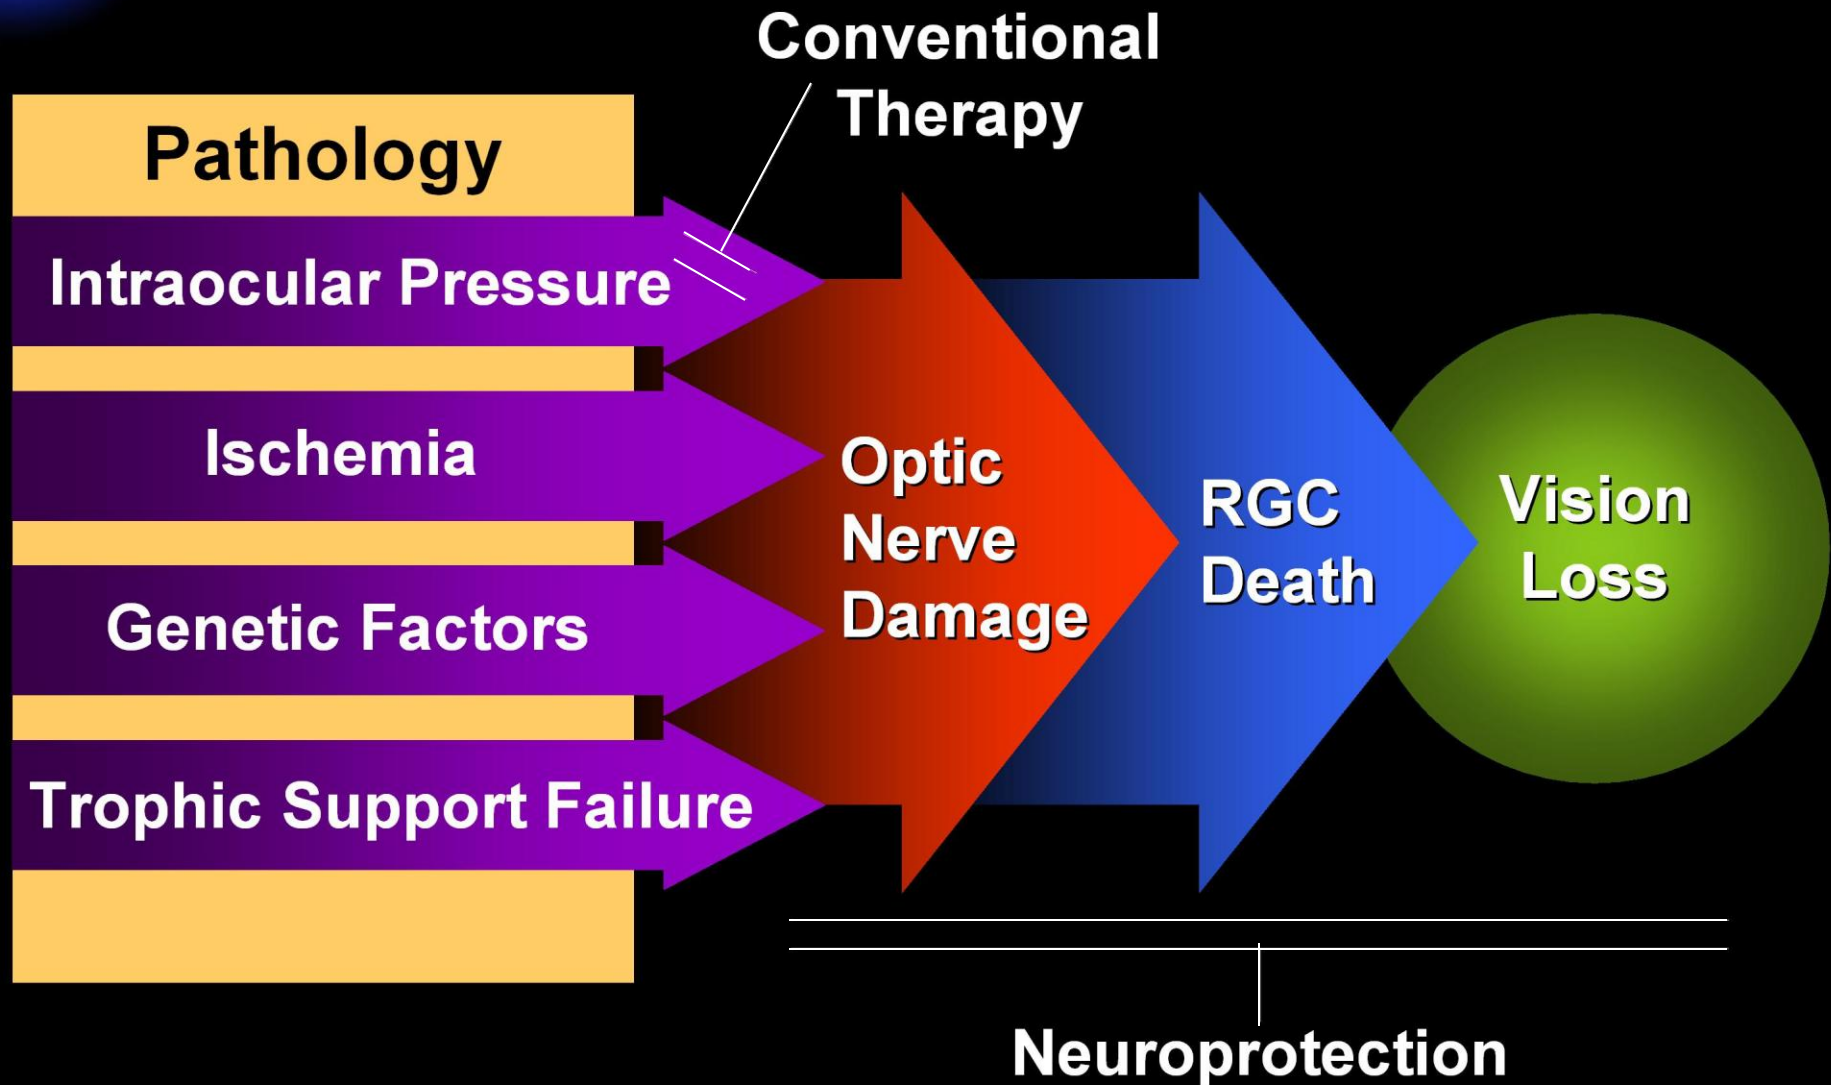 Conventional
Therapy
Pathology
Intraocular Pressure
Ischemia
Genetic Factors
Trophic Support Failure
Optic
Nerve
Damage
RGC
Death
Vision
Loss
Neuroprotection